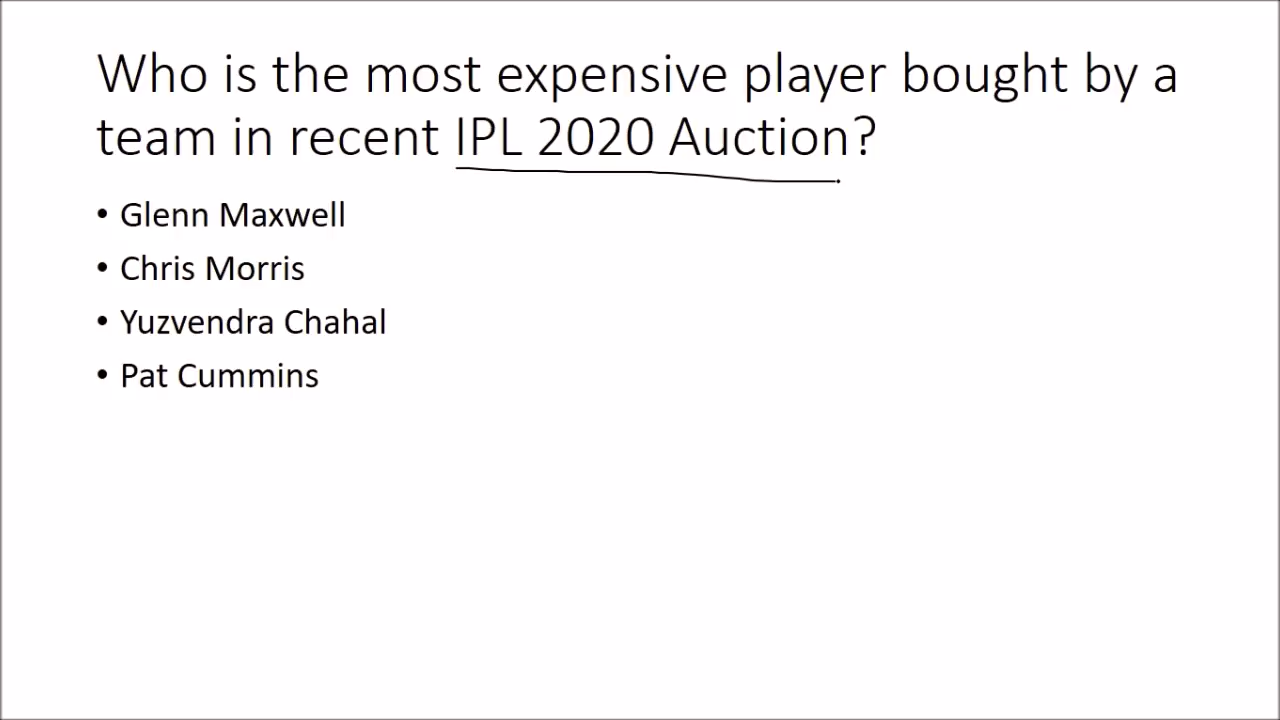 Who is the most expensive player bought by a
team in recent IPL 2020 Auction?
• Glenn Maxwell
• Chris Morris
• Yuzvendra Chahal
• Pat Cummins